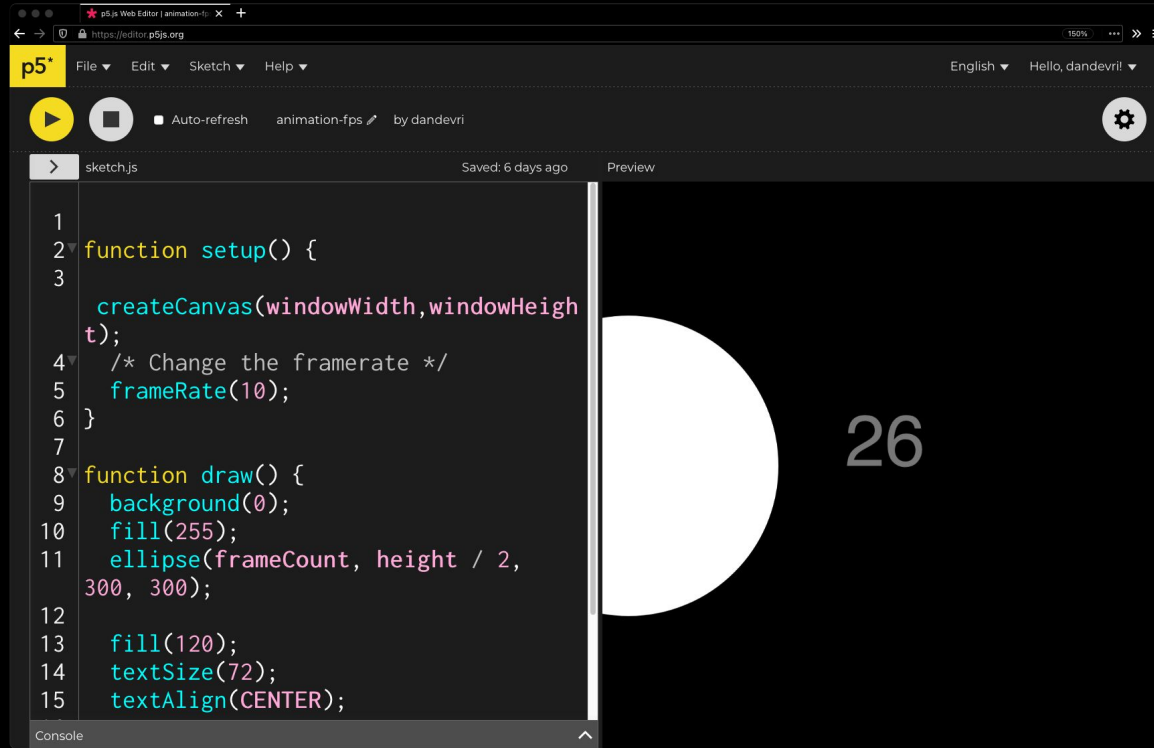 p5.js Web Editor | animation-fp
https://editor.p5js.org
150%
p5* File Edit Sketch Help English Hello, dandevri!
Auto-refresh animation-fps by dandevri
sketch.js Saved: 6 days ago Preview
1
2 function setup() {
3
createCanvas(windowWidth,windowHeigh
t);
4 /* Change the framerate */
5 frameRate(10);
6 }
7
8 function draw() {
9 background(0);
10 fill(255);
11 ellipse(frameCount, height / 2,
300, 300);
12
13 fill(120);
14 textSize(72);
15 textAlign(CENTER);
26
Console